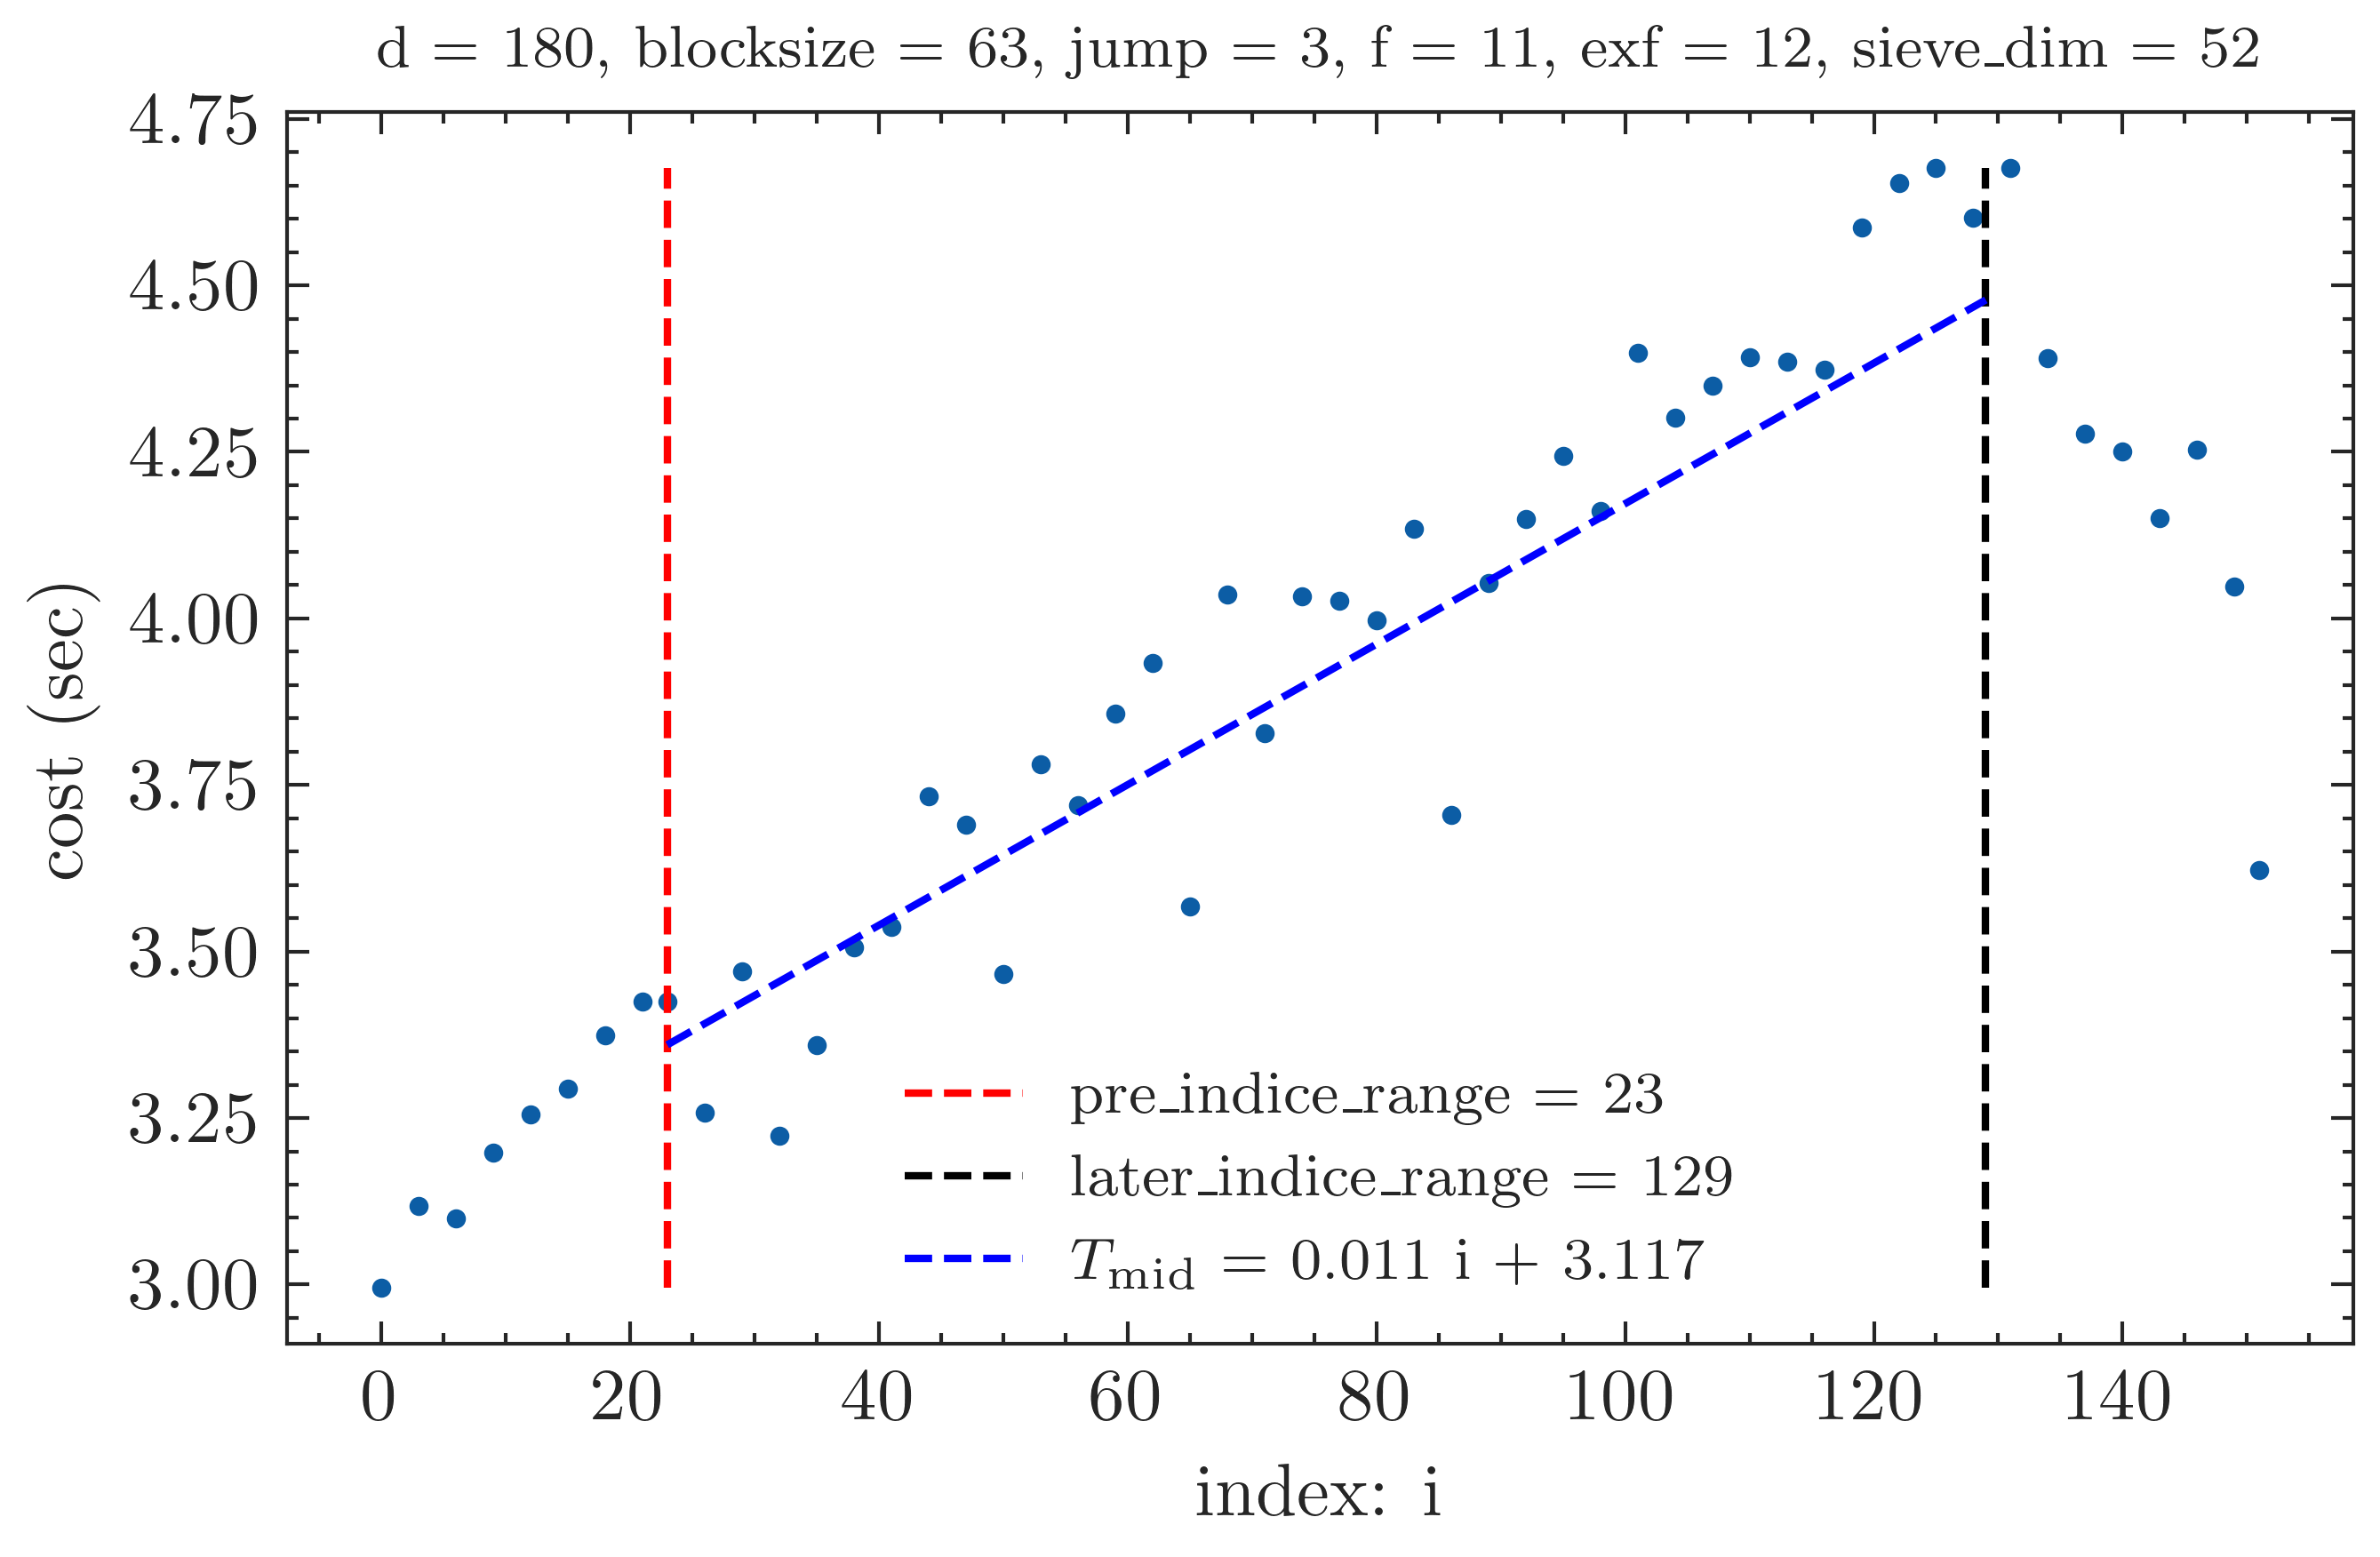 d = 180, blocksize = 63, jump = 3, f = 11, exf = 12, sieve_dim = 52
4.75
4.50
4.25
4.00
3.75
3.50
3.25
3.00
cost (sec)
pre_indice_range = 23
later_indice_range = 129
T_mid = 0.011 i + 3.117
0 20 40 60 80 100 120 140
index: i